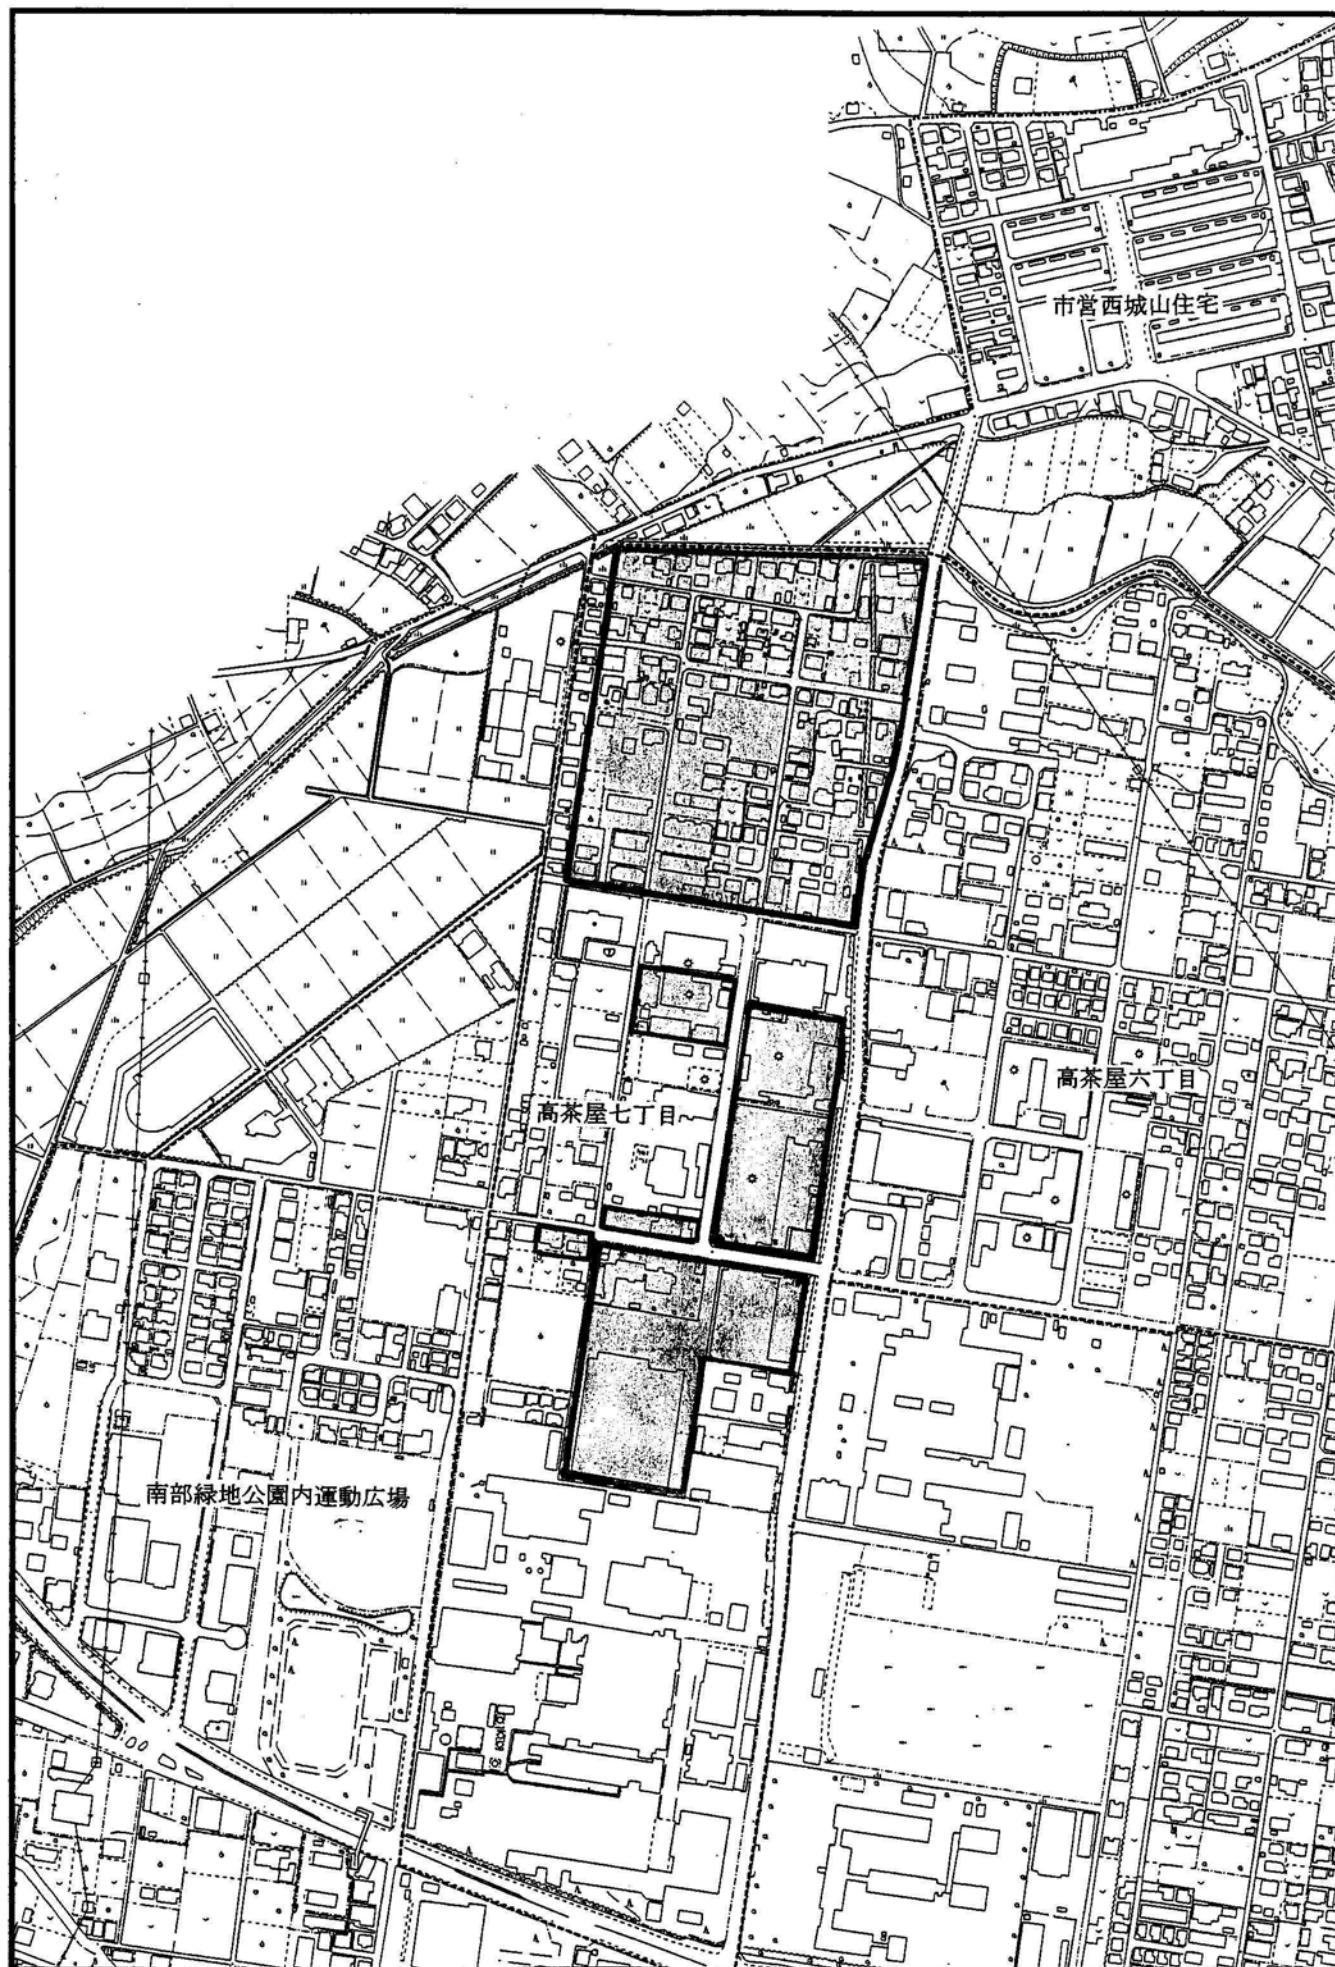 市営西城山住宅
高茶屋六丁目
高茶屋七丁目
南部緑地公園内運動広場